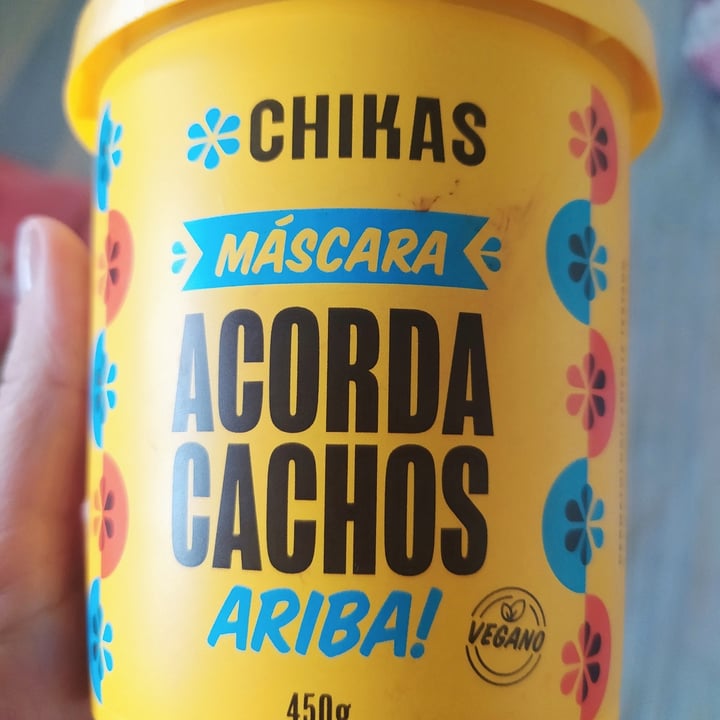 CHIKAS
MÁSCARA
ACORDA
CACHOS
ARIBA!
VEGANO
450g